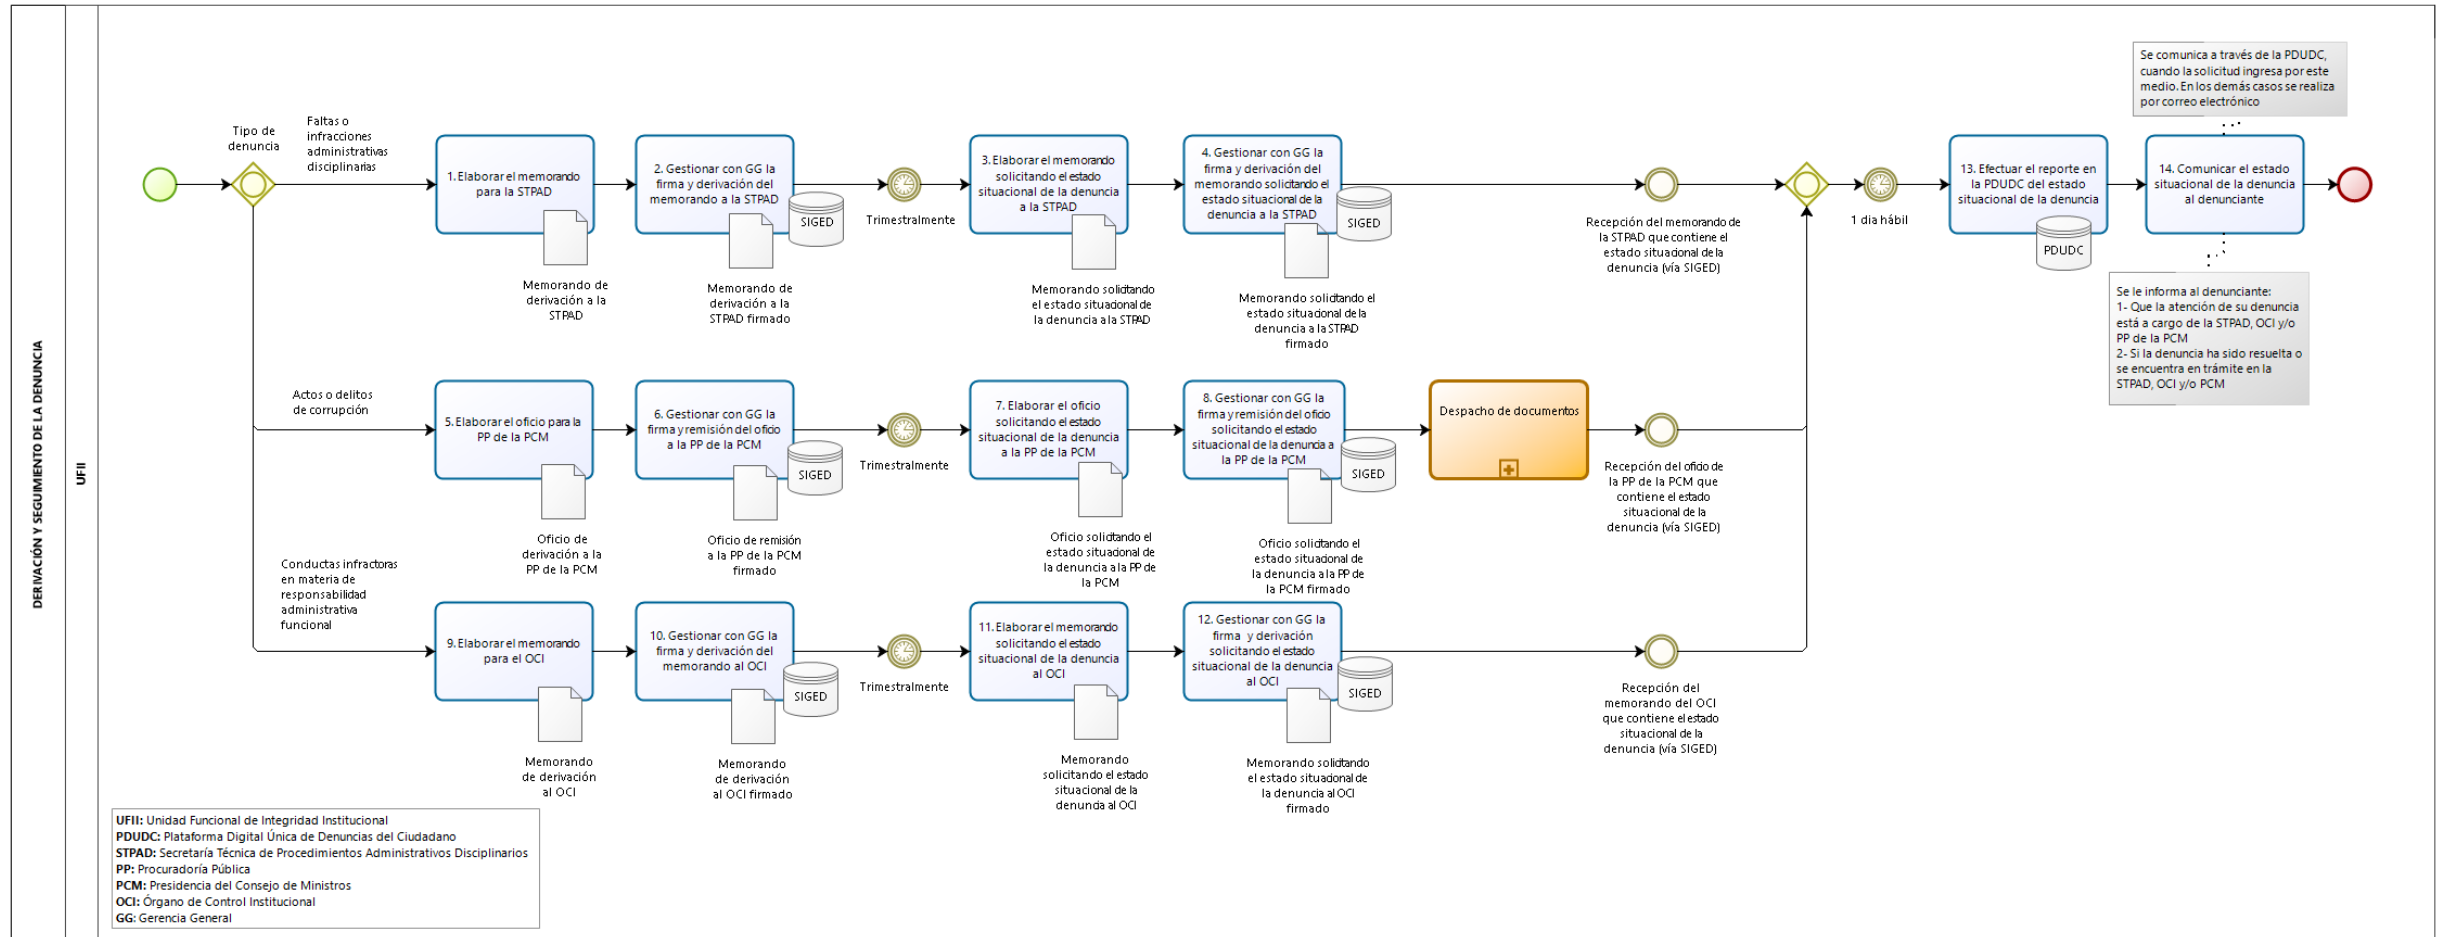 DERIVACIÓN Y SEGUIMIENTO DE LA DENUNCIA
UFII
Tipo de
denuncia
Faltas o
infracciones
administrativas
disciplinarias
1. Elaborar el memorando
para la STPAD
Memorando de
derivación a la
STPAD
2. Gestionar con GG la
firma y derivación del
memorando a la STPAD
SIGED
Memorando de
derivación a la
STPAD firmado
Trimestralmente
3. Elaborar el memorando
solicitando el estado
situacional de la denuncia
a la STPAD
Memorando solicitando
el estado situacional de
la denuncia a la STPAD
4. Gestionar con GG la
firma y derivación del
memorando solicitando el
estado situacional de la
denuncia a la STPAD
SIGED
Memorando solicitando el
estado situacional de la
denuncia a la STPAD
firmado
Recepción del memorando de
la STPAD que contiene el
estado situacional de la
denuncia (vía SIGED)
1 dia hábil
13. Efectuar el reporte en
la PDUDC del estado
situacional de la denuncia
PDUDC
Se comunica a través de la PDUDC,
cuando la solicitud ingresa por este
medio. En los demás casos se realiza
por correo electrónico
14. Comunicar el estado
situacional de la denuncia
al denunciante
Se le informa al denunciante:
1- Que la atención de su denuncia
está a cargo de la STPAD, OCI y/o
PP de la PCM
2- Si la denuncia ha sido resuelta o
se encuentra en trámite en la
STPAD, OCI y/o PCM
Actos o delitos
de corrupción
5. Elaborar el oficio para la
PP de la PCM
Oficio de
derivación a la
PP de la PCM
6. Gestionar con GG la
firma y remisión del oficio
a la PP de la PCM
SIGED
Oficio de remisión
a la PP de la PCM
firmado
Trimestralmente
7. Elaborar el oficio
solicitando el estado
situacional de la denuncia
a la PP de la PCM
Oficio solicitando el
estado situacional de
la denuncia a la PP de
la PCM
8. Gestionar con GG la
firma y remisión del oficio
solicitando el estado
situacional de la denuncia a
la PP de la PCM
SIGED
Oficio solicitando el
estado situacional de
la denuncia a la PP de
la PCM firmado
Despacho de documentos
Recepción del oficio de
la PP de la PCM que
contiene el estado
situacional de la
denuncia (vía SIGED)
Conductas infractoras
en materia de
responsabilidad
administrativa
funcional
9. Elaborar el memorando
para el OCI
Memorando
de derivación
al OCI
10. Gestionar con GG la
firma y derivación del
memorando al OCI
SIGED
Memorando
de derivación
al OCI firmado
Trimestralmente
11. Elaborar el memorando
solicitando el estado
situacional de la denuncia
al OCI
Memorando
solicitando el estado
situacional de la
denuncia al OCI
12. Gestionar con GG la
firma y derivación
solicitando el estado
situacional de la denuncia
al OCI
SIGED
Memorando solicitando
el estado situacional de
la denuncia al OCI
firmado
Recepción del
memorando del OCI
que contiene el estado
situacional de la
denuncia (vía SIGED)
UFII: Unidad Funcional de Integridad Institucional
PDUDC: Plataforma Digital Única de Denuncias del Ciudadano
STPAD: Secretaría Técnica de Procedimientos Administrativos Disciplinarios
PP: Procuradoría Pública
PCM: Presidencia del Consejo de Ministros
OCI: Órgano de Control Institucional
GG: Gerencia General